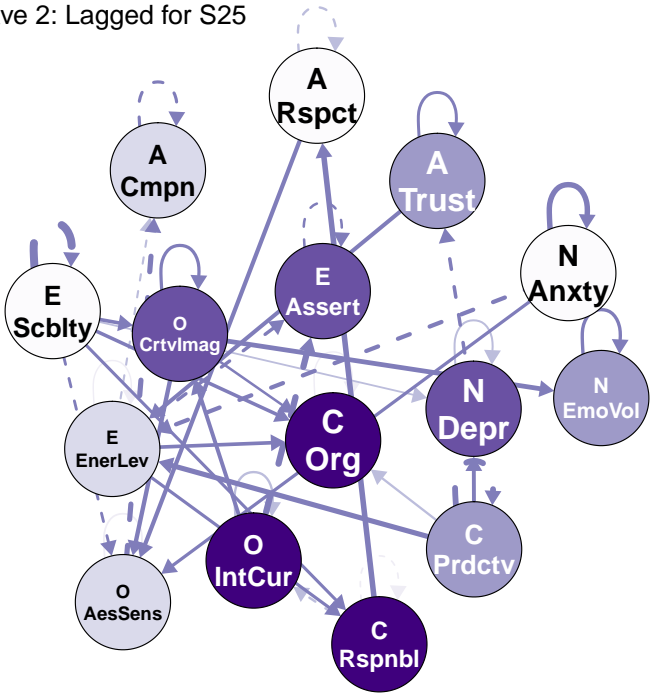 ve 2: Lagged for S25
A
Rspct
A
Cmpn
A
Trust
N
Anxty
E
Scblty
O
CrtvImag
E
Assert
N
EmoVol
N
Depr
C
Org
E
EnerLev
O
IntCur
C
Prdctv
O
AesSens
C
Rspnbl